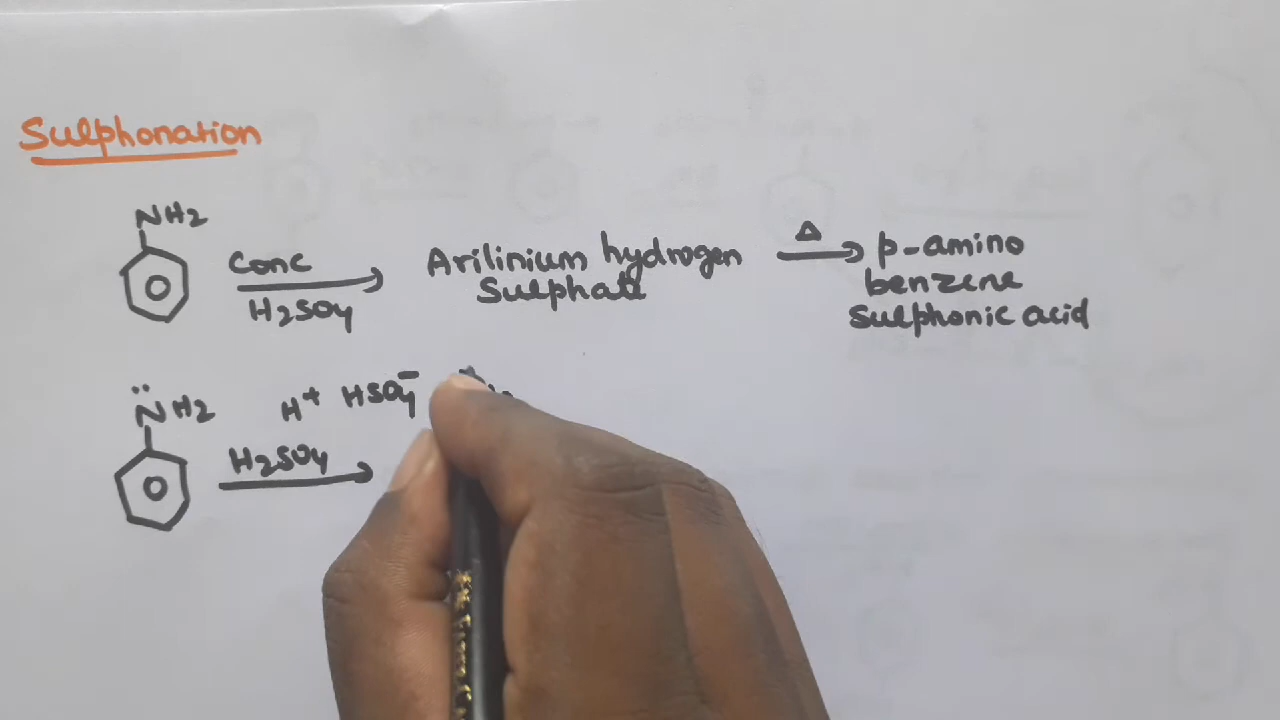 Sulphonation
NH2
conc
H2SO4
Arilinium hydrogen
Sulphate
Δ
p-amino
benzene
sulphonic acid
NH2
H+ HSO4-
H2SO4